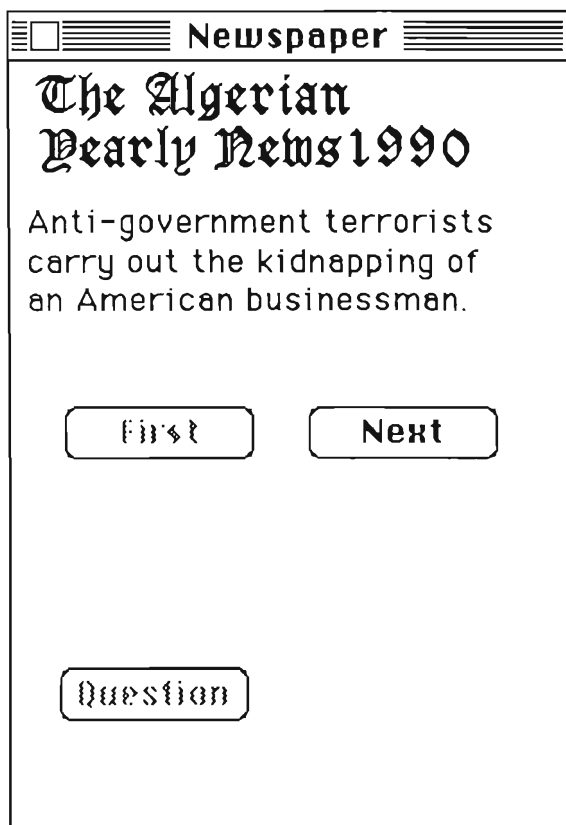 Newspaper
The Algerian
Yearly News1990
Anti-government terrorists
carry out the kidnapping of
an American businessman.
First Next
Question